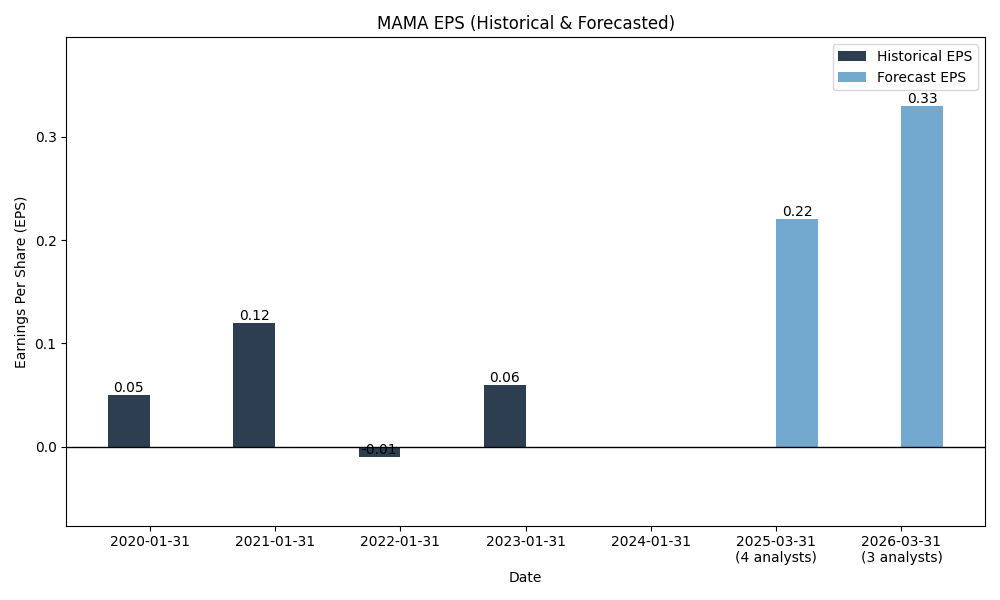 MAMA EPS (Historical & Forecasted)
Historical EPS
Forecast EPS
Earnings Per Share (EPS)
0.3
0.2
0.1
0.0
0.05
0.12
-0.01
0.06
0.22
0.33
2020-01-31
2021-01-31
2022-01-31
2023-01-31
2024-01-31
2025-03-31
(4 analysts)
2026-03-31
(3 analysts)
Date